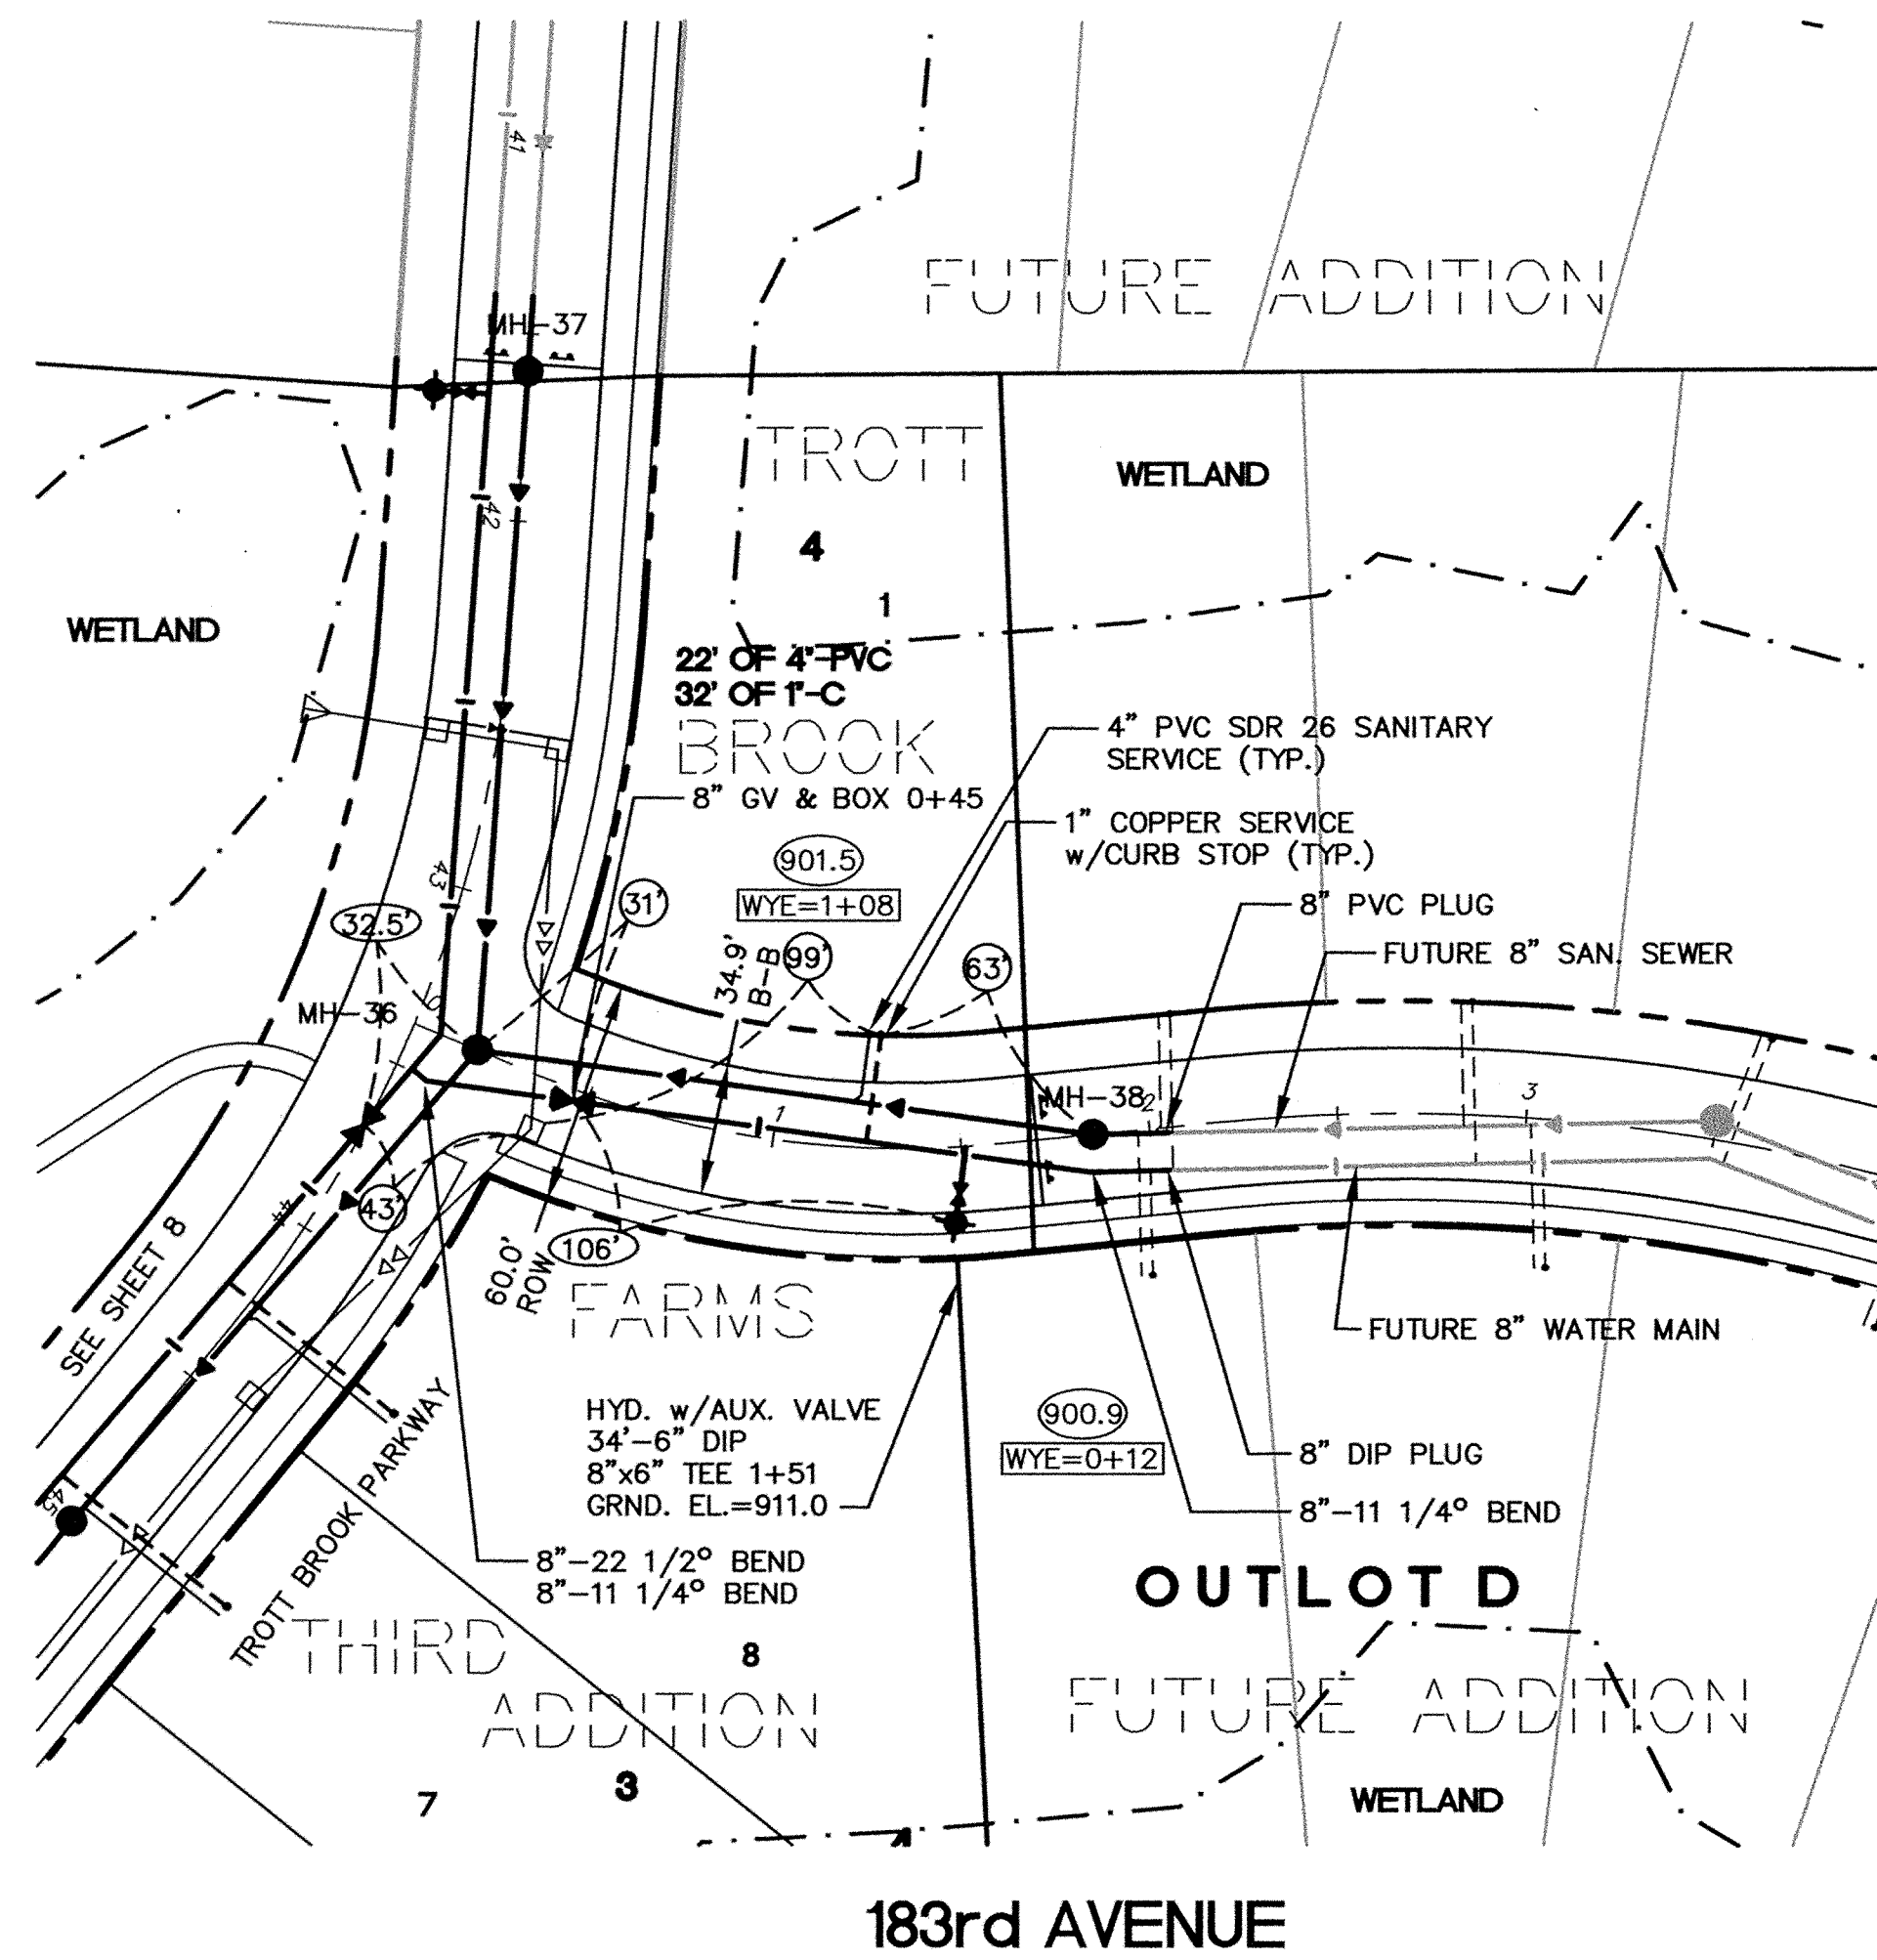 41
FUTURE ADDITION
MH-37
TROTT
WETLAND
42
4
1
WETLAND
22' OF 4"-PVC
32' OF 1"-C
BROOK
4" PVC SDR 26 SANITARY
SERVICE (TYP.)
8" GV & BOX 0+45
1" COPPER SERVICE
w/CURB STOP (TYP.)
901.5
WYE=1+08
43
31'
32.5'
8" PVC PLUG
FUTURE 8" SAN. SEWER
34.9'
B-B
99'
63'
MH-36
0
MH-38
1
2
3
44
43'
106'
60.0'
ROW
SEE SHEET 8
FARMS
FUTURE 8" WATER MAIN
HYD. w/AUX. VALVE
34'-6" DIP
8"x6" TEE 1+51
GRND. EL.=911.0
900.9
WYE=0+12
8" DIP PLUG
8"-11 1/4° BEND
45
TROTT BROOK PARKWAY
8"-22 1/2° BEND
8"-11 1/4° BEND
OUTLOT D
THIRD
8
ADDITION
FUTURE ADDITION
3
7
WETLAND
183rd AVENUE